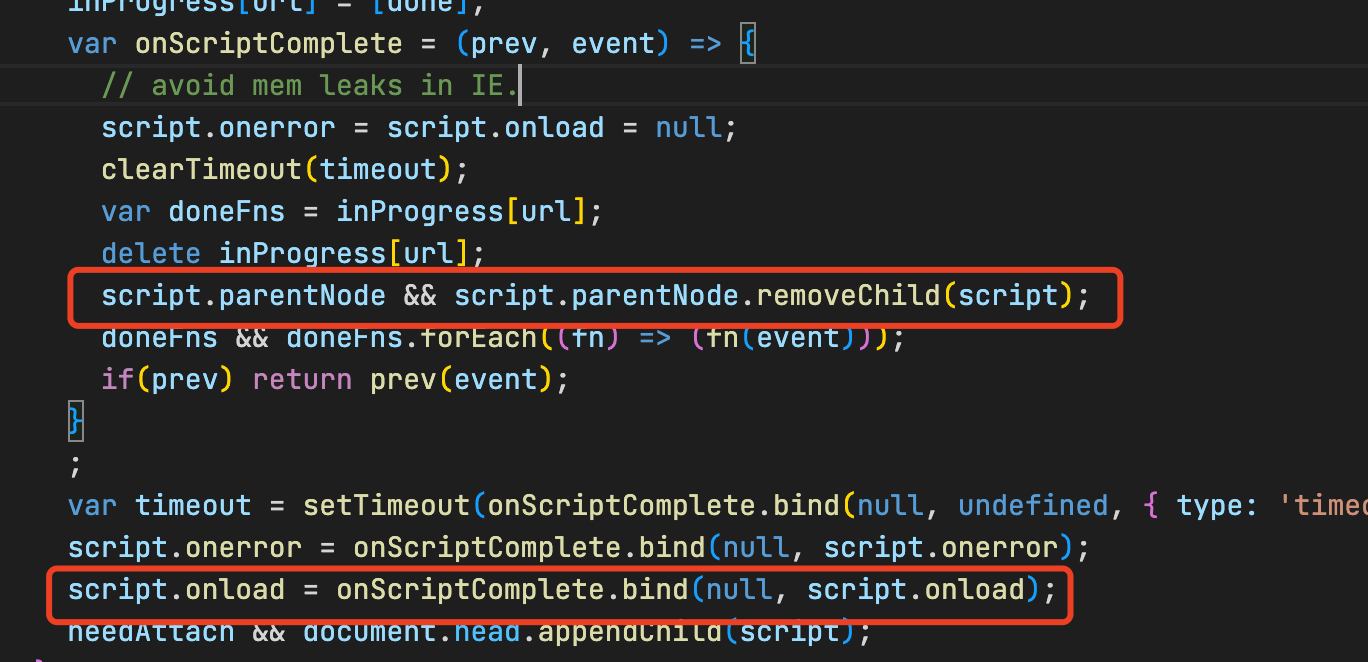 inProgress[url] = [done];
var onScriptComplete = (prev, event) => {
// avoid mem leaks in IE.
script.onerror = script.onload = null;
clearTimeout(timeout);
var doneFns = inProgress[url];
delete inProgress[url];
script.parentNode && script.parentNode.removeChild(script);
doneFns && doneFns.forEach((fn) => (fn(event)));
if(prev) return prev(event);
}
;
var timeout = setTimeout(onScriptComplete.bind(null, undefined, { type: 'timeo
script.onerror = onScriptComplete.bind(null, script.onerror);
script.onload = onScriptComplete.bind(null, script.onload);
needAttach && document.head.appendChild(script);